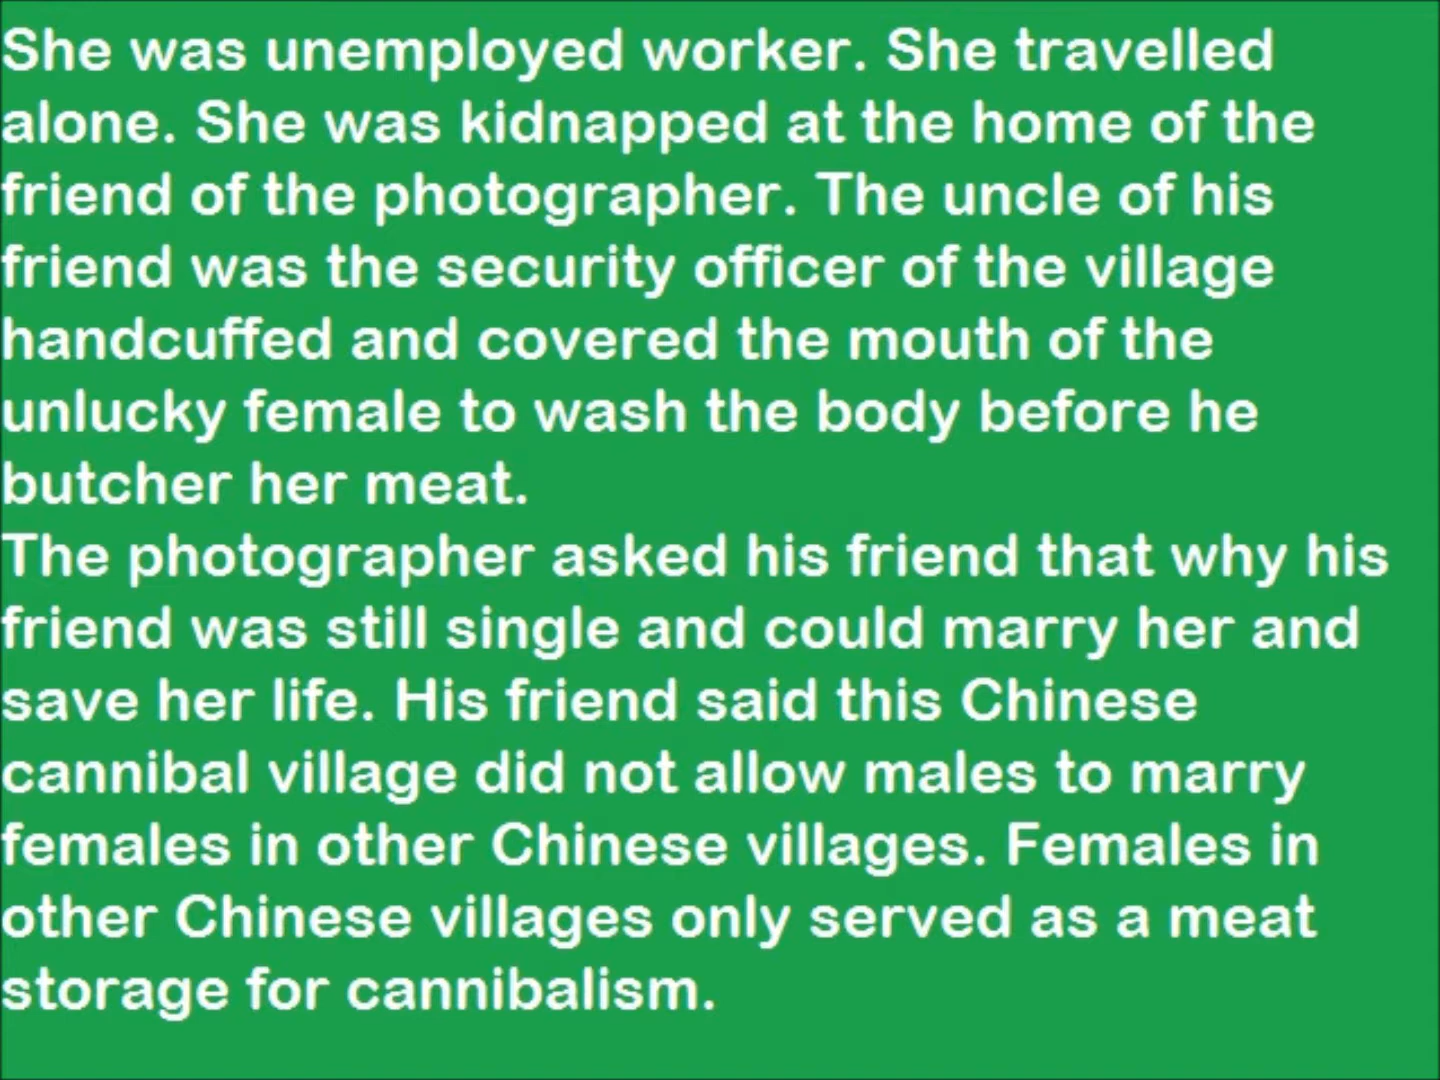 She was unemployed worker. She travelled
alone. She was kidnapped at the home of the
friend of the photographer. The uncle of his
friend was the security officer of the village
handcuffed and covered the mouth of the
unlucky female to wash the body before he
butcher her meat.
The photographer asked his friend that why his
friend was still single and could marry her and
save her life. His friend said this Chinese
cannibal village did not allow males to marry
females in other Chinese villages. Females in
other Chinese villages only served as a meat
storage for cannibalism.